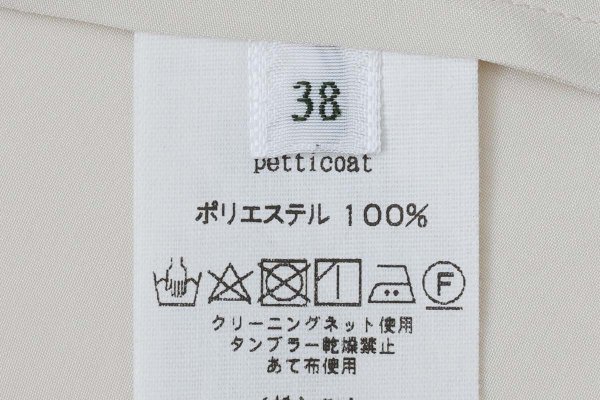 38
petticoat
ポリエステル 100%
F
クリーニングネット使用
タンブラー乾燥禁止
あて布使用